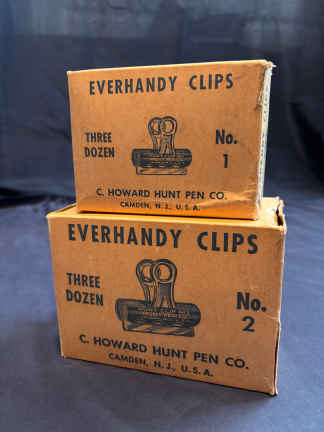 EVERHANDY CLIPS
THREE
DOZEN
No.
1
C. HOWARD HUNT PEN CO.
CAMDEN, N. J., U. S. A.
EVERHANDY CLIPS
THREE
DOZEN
No.
2
C. HOWARD HUNT PEN CO.
CAMDEN, N. J., U. S. A.